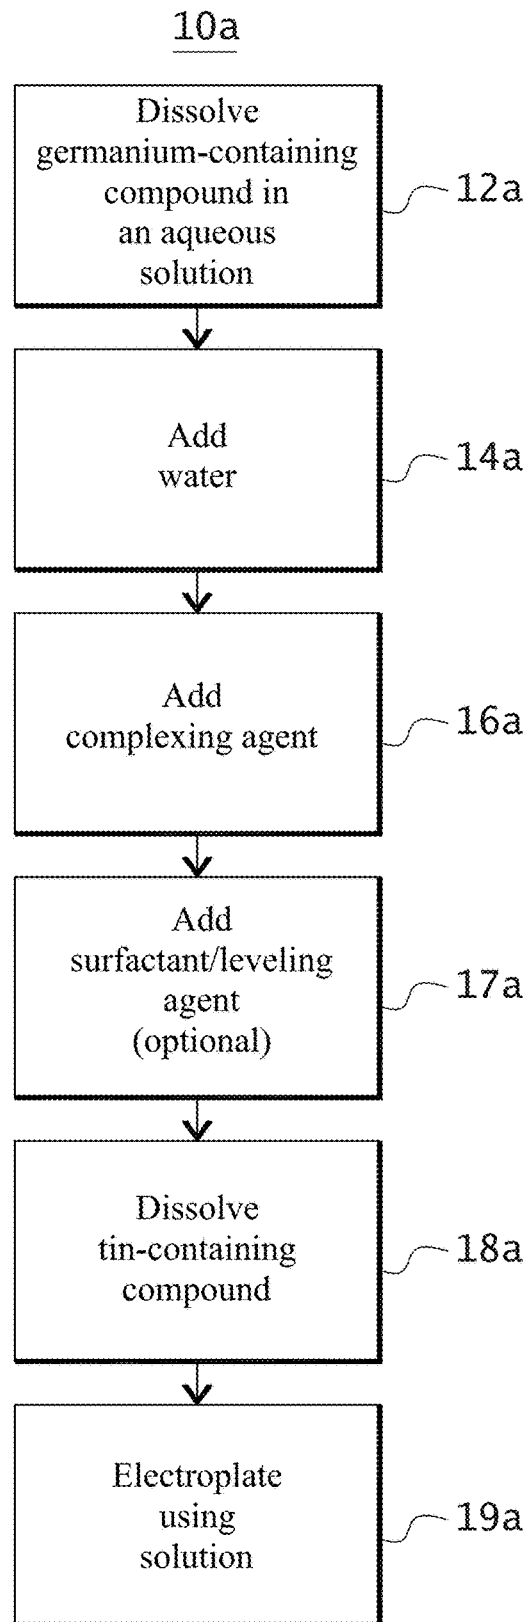 10a
Dissolve
germanium-containing
compound in
an aqueous
solution
12a
Add
water
14a
Add
complexing agent
16a
Add
surfactant/leveling
agent
(optional)
17a
Dissolve
tin-containing
compound
18a
Electroplate
using
solution
19a